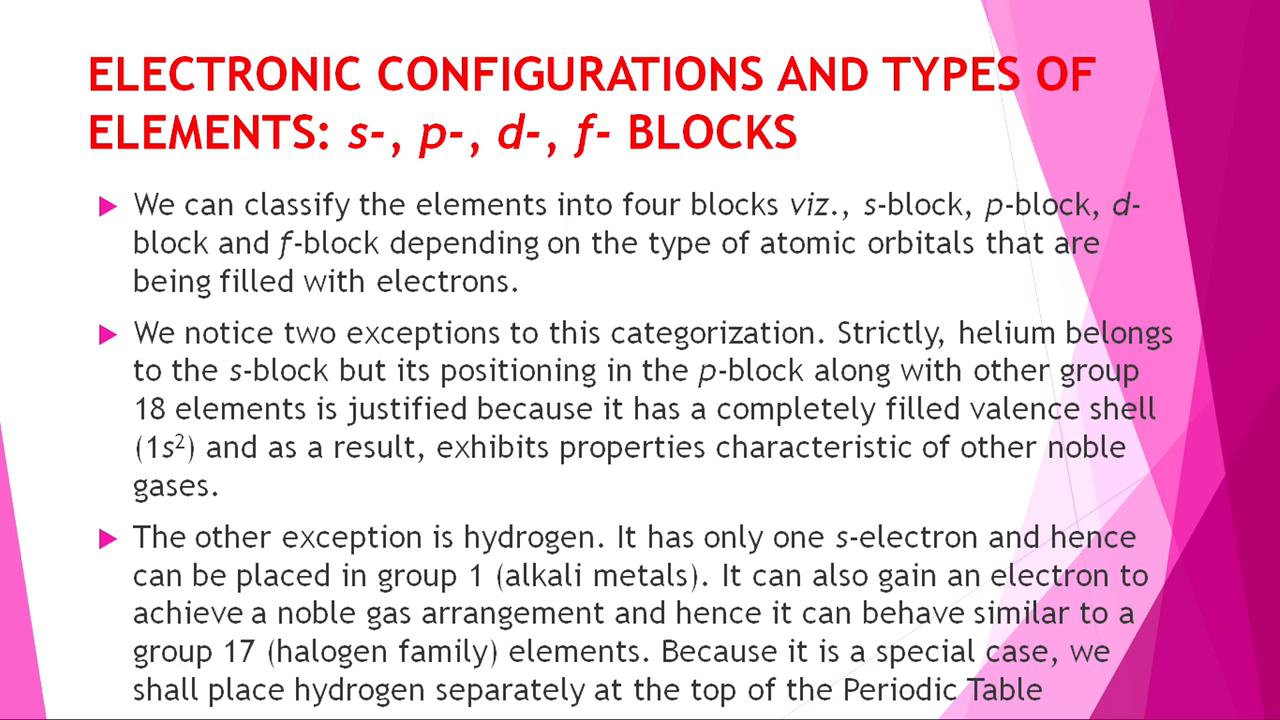 ELECTRONIC CONFIGURATIONS AND TYPES OF
ELEMENTS: s-, p-, d-, f- BLOCKS
We can classify the elements into four blocks viz., s-block, p-block, d-
block and f-block depending on the type of atomic orbitals that are
being filled with electrons.
We notice two exceptions to this categorization. Strictly, helium belongs
to the s-block but its positioning in the p-block along with other group
18 elements is justified because it has a completely filled valence shell
(1s²) and as a result, exhibits properties characteristic of other noble
gases.
The other exception is hydrogen. It has only one s-electron and hence
can be placed in group 1 (alkali metals). It can also gain an electron to
achieve a noble gas arrangement and hence it can behave similar to a
group 17 (halogen family) elements. Because it is a special case, we
shall place hydrogen separately at the top of the Periodic Table